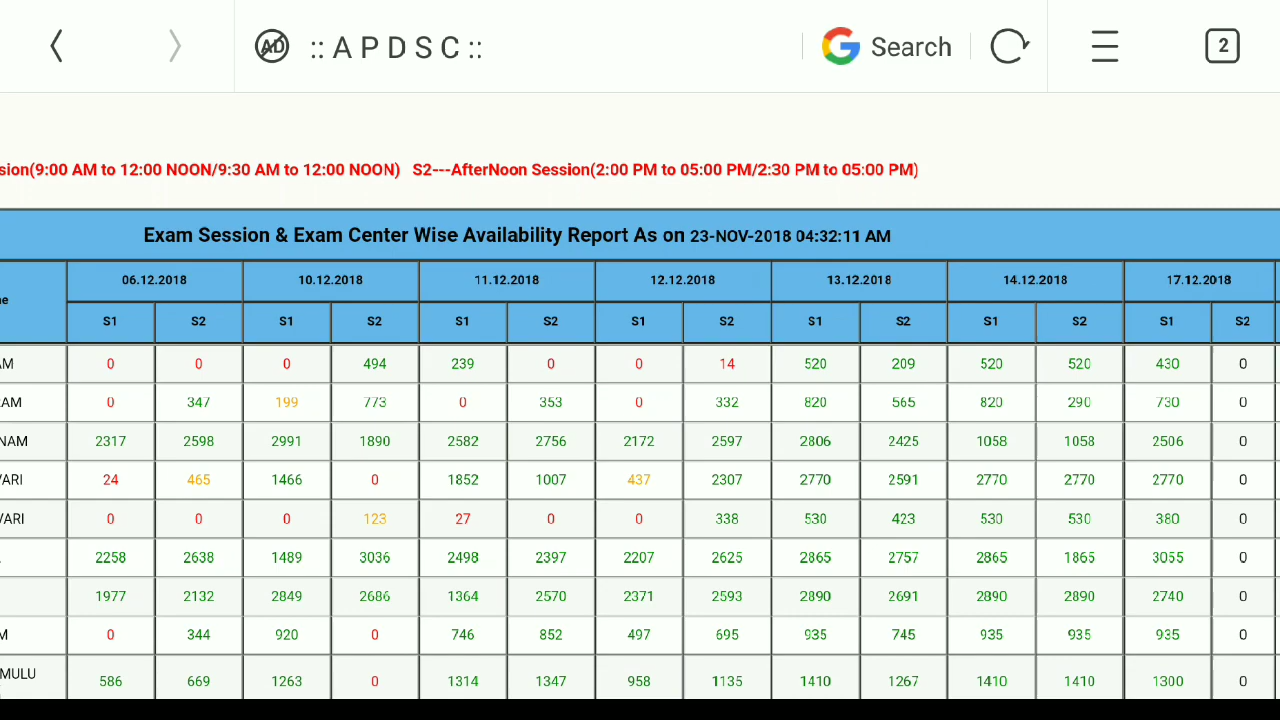 AD :: A P D S C :: Search 2
sion(9:00 AM to 12:00 NOON/9:30 AM to 12:00 NOON) S2---AfterNoon Session(2:00 PM to 05:00 PM/2:30 PM to 05:00 PM)
Exam Session & Exam Center Wise Availability Report As on 23-NOV-2018 04:32:11 AM
ne 06.12.2018 10.12.2018 11.12.2018 12.12.2018 13.12.2018 14.12.2018 17.12.2018
S1 S2 S1 S2 S1 S2 S1 S2 S1 S2 S1 S2 S1 S2
AM 0 0 0 494 239 0 0 14 520 209 520 520 430 0
AM 0 347 199 773 0 353 0 332 820 565 820 290 730 0
NAM 2317 2598 2991 1890 2582 2756 2172 2597 2806 2425 1058 1058 2506 0
VARI 24 465 1466 0 1852 1007 437 2307 2770 2591 2770 2770 2770 0
VARI 0 0 0 123 27 0 0 338 530 423 530 530 380 0
2258 2638 1489 3036 2498 2397 2207 2625 2865 2757 2865 1865 3055 0
1977 2132 2849 2686 1364 2570 2371 2593 2890 2691 2890 2890 2740 0
M 0 344 920 0 746 852 497 695 935 745 935 935 935 0
MULU 586 669 1263 0 1314 1347 958 1135 1410 1267 1410 1410 1300 0